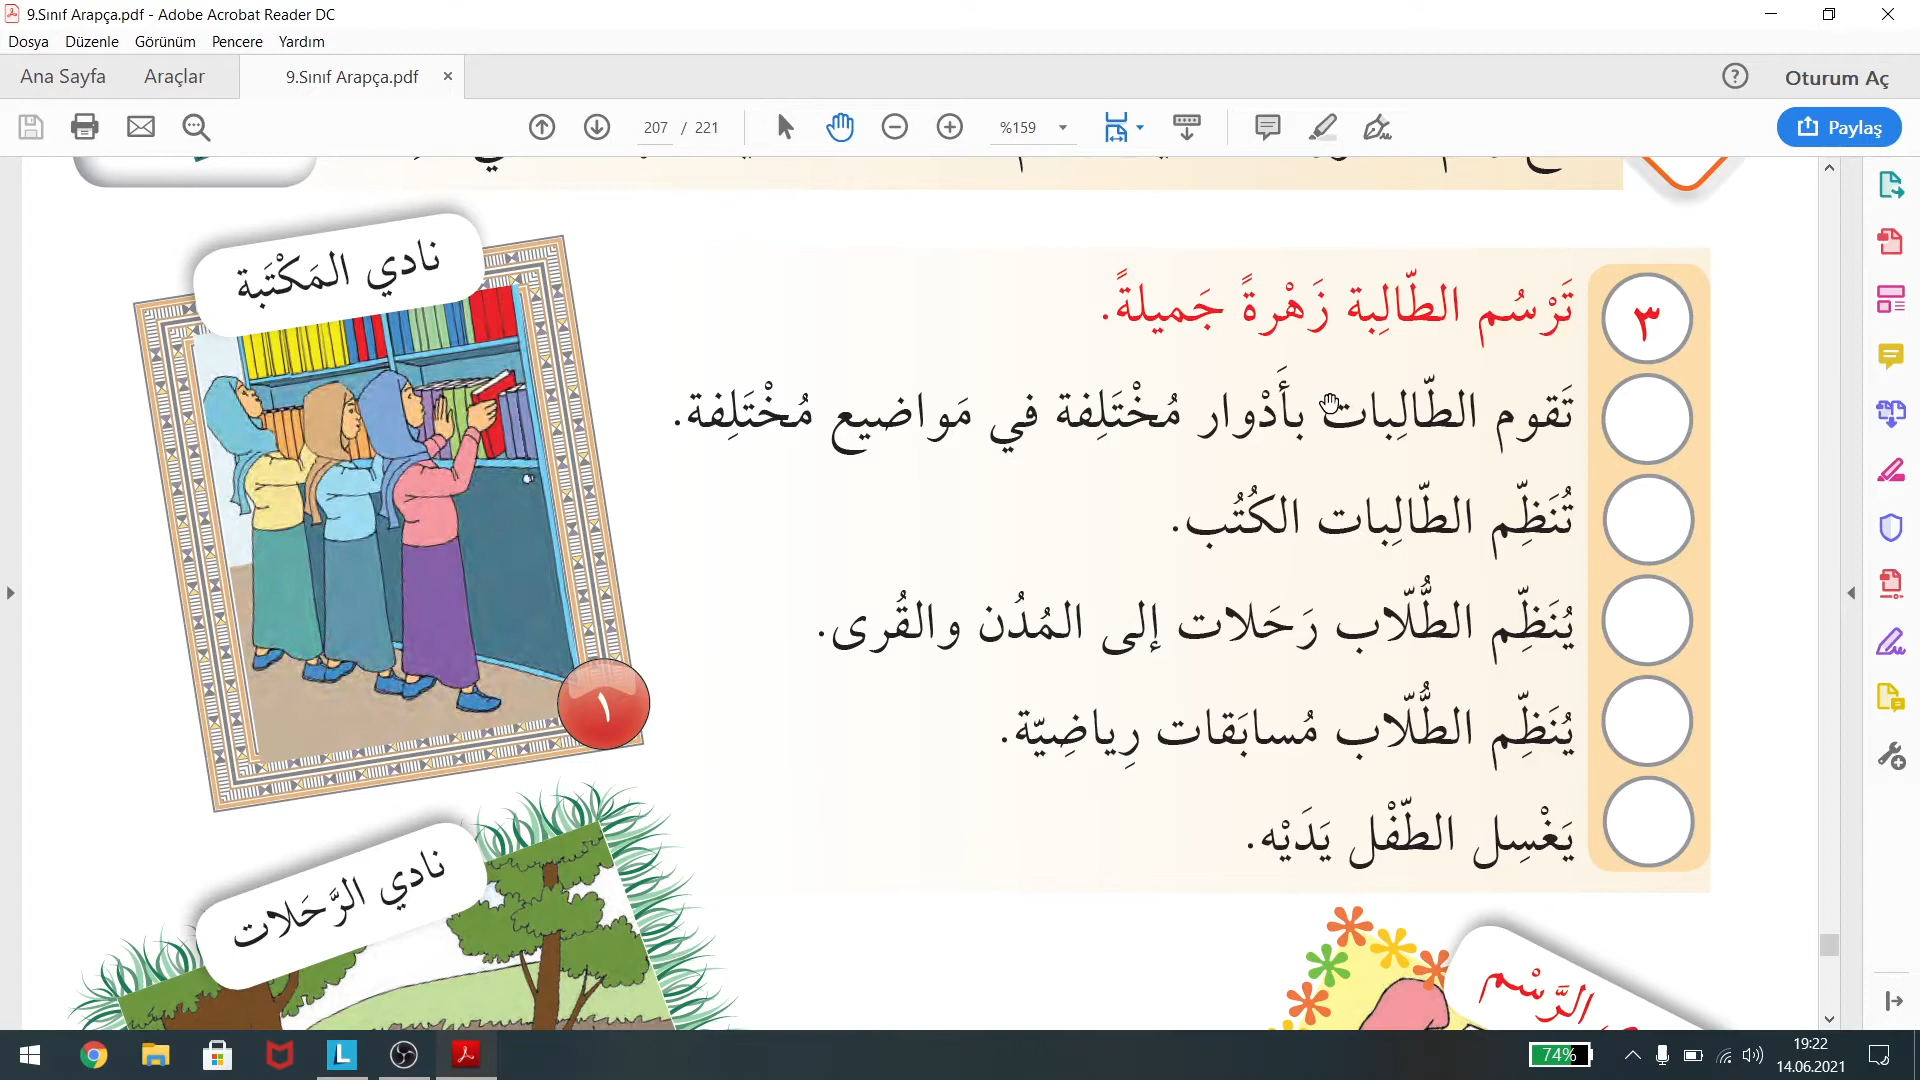 9.Sınıf Arapça.pdf - Adobe Acrobat Reader DC
Dosya Düzenle Görünüm Pencere Yardım
Ana Sayfa Araçlar 9.Sınıf Arapça.pdf × Oturum Aç
207 / 221 %159 Paylaş
نادي المَكْتَبة
٣ تَرْسُم الطّالِبة زَهْرةً جَميلةً.
تَقوم الطّالِبات بأَدْوار مُخْتَلِفة في مَواضيع مُخْتَلِفة.
تُنَظِّم الطّالِبات الكُتُب.
يُنَظِّم الطُّلّاب رَحَلات إلى المُدُن والقُرى.
يُنَظِّم الطُّلّاب مُسابَقات رِياضِيّة.
يَغْسِل الطّفْل يَدَيْه.
١
نادي الرَّحَلات
الرَّسْم
74% 19:22
14.06.2021